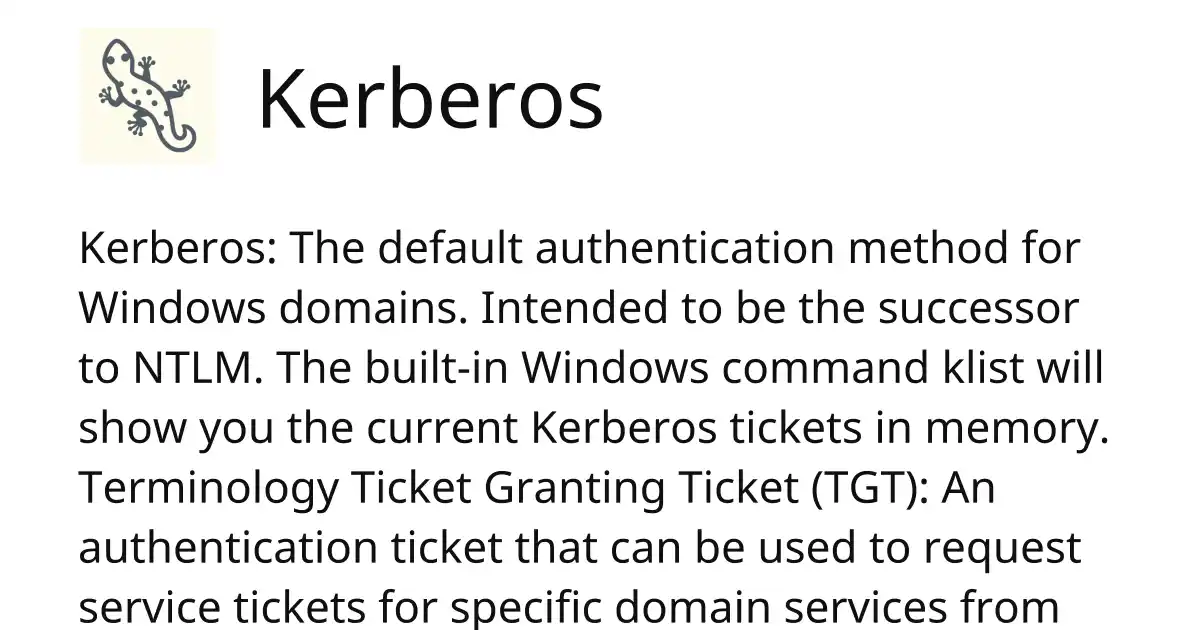 Kerberos
Kerberos: The default authentication method for
Windows domains. Intended to be the successor
to NTLM. The built-in Windows command klist will
show you the current Kerberos tickets in memory.
Terminology Ticket Granting Ticket (TGT): An
authentication ticket that can be used to request
service tickets for specific domain services from